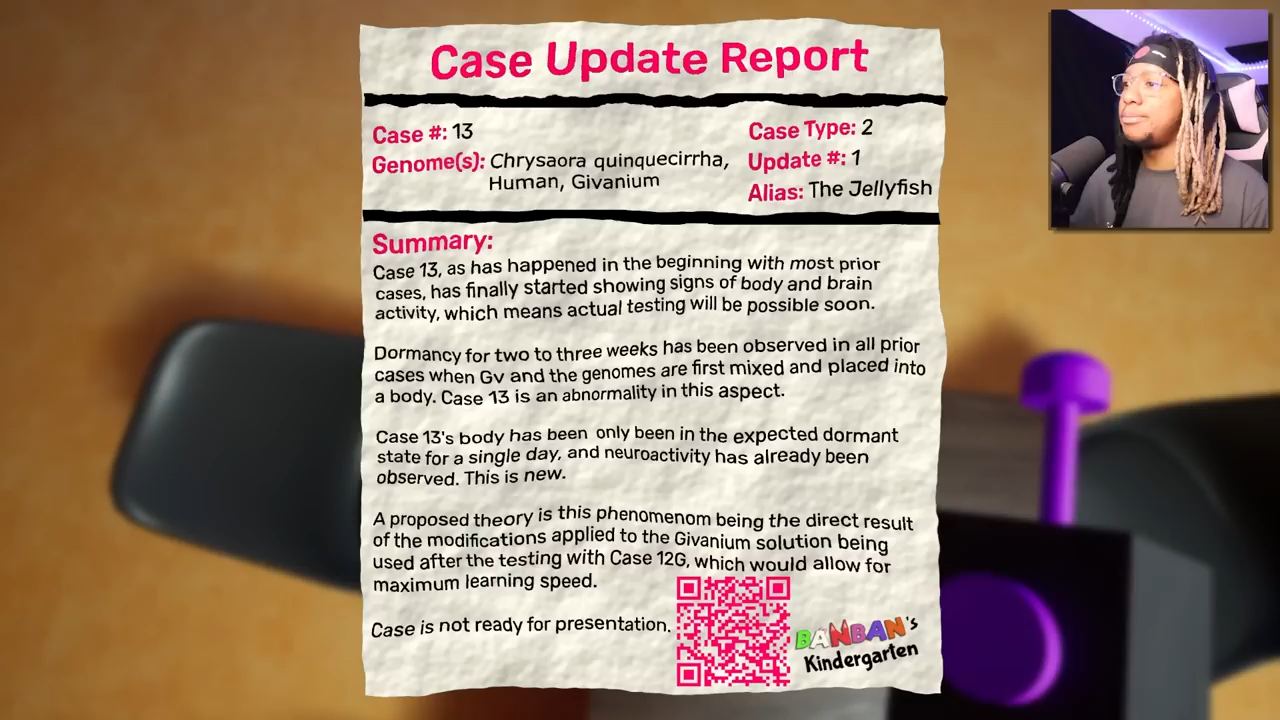 Case Update Report
Case #: 13
Genome(s): Chrysaora quinquecirrha,
Human, Givanium
Case Type: 2
Update #: 1
Alias: The Jellyfish
Summary:
Case 13, as has happened in the beginning with most prior
cases, has finally started showing signs of body and brain
activity, which means actual testing will be possible soon.
Dormancy for two to three weeks has been observed in all prior
cases when Gv and the genomes are first mixed and placed into
a body. Case 13 is an abnormality in this aspect.
Case 13's body has been only been in the expected dormant
state for a single day, and neuroactivity has already been
observed. This is new.
A proposed theory is this phenomenom being the direct result
of the modifications applied to the Givanium solution being
used after the testing with Case 12G, which would allow for
maximum learning speed.
Case is not ready for presentation.
BANBAN's
Kindergarten